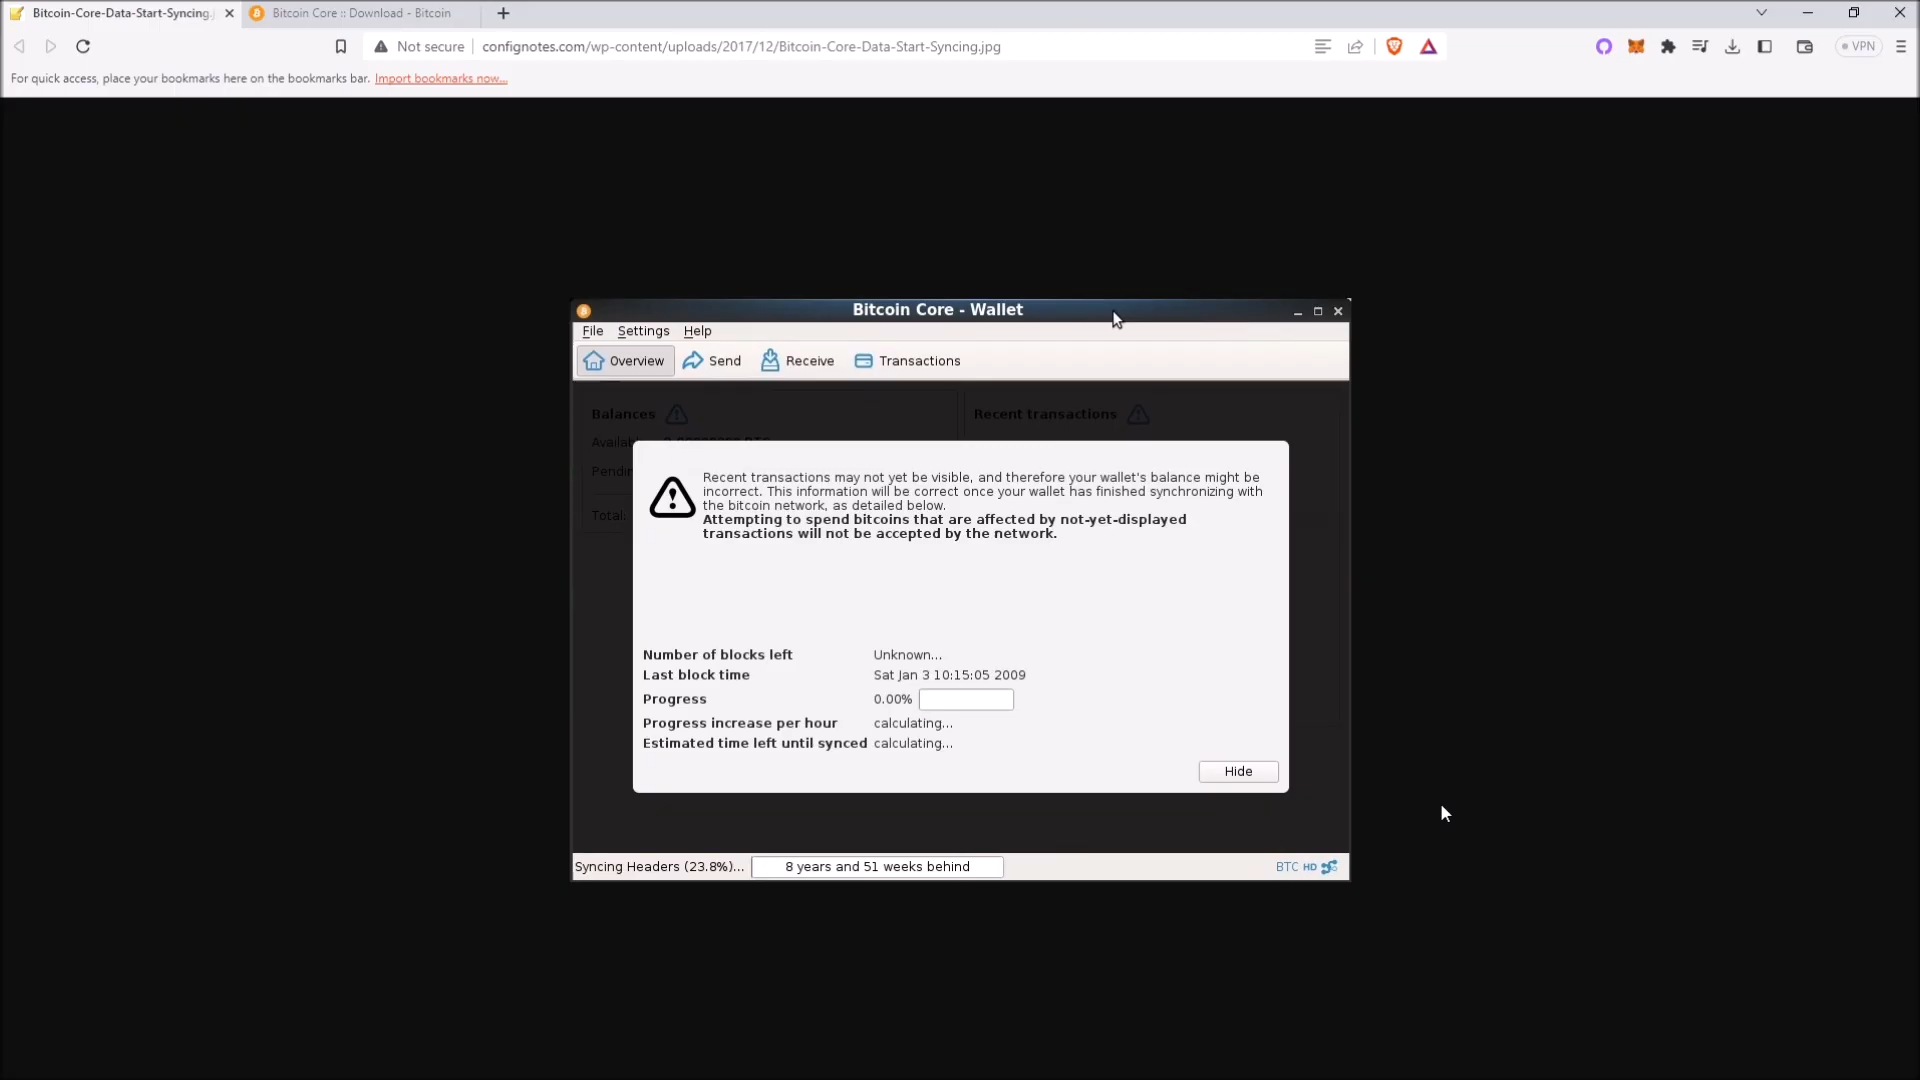 Bitcoin-Core-Data-Start-Syncing.j
Bitcoin Core :: Download - Bitcoin
Not secure
confignotes.com/wp-content/uploads/2017/12/Bitcoin-Core-Data-Start-Syncing.jpg
VPN
For quick access, place your bookmarks here on the bookmarks bar. Import bookmarks now...
Bitcoin Core - Wallet
File Settings Help
Overview Send Receive Transactions
Balances Recent transactions
Pendin
Total:
Recent transactions may not yet be visible, and therefore your wallet's balance might be
incorrect. This information will be correct once your wallet has finished synchronizing with
the bitcoin network, as detailed below.
Attempting to spend bitcoins that are affected by not-yet-displayed
transactions will not be accepted by the network.
Number of blocks left Unknown...
Last block time Sat Jan 3 10:15:05 2009
Progress 0.00%
Progress increase per hour calculating...
Estimated time left until synced calculating...
Hide
Syncing Headers (23.8%)... 8 years and 51 weeks behind BTC HD